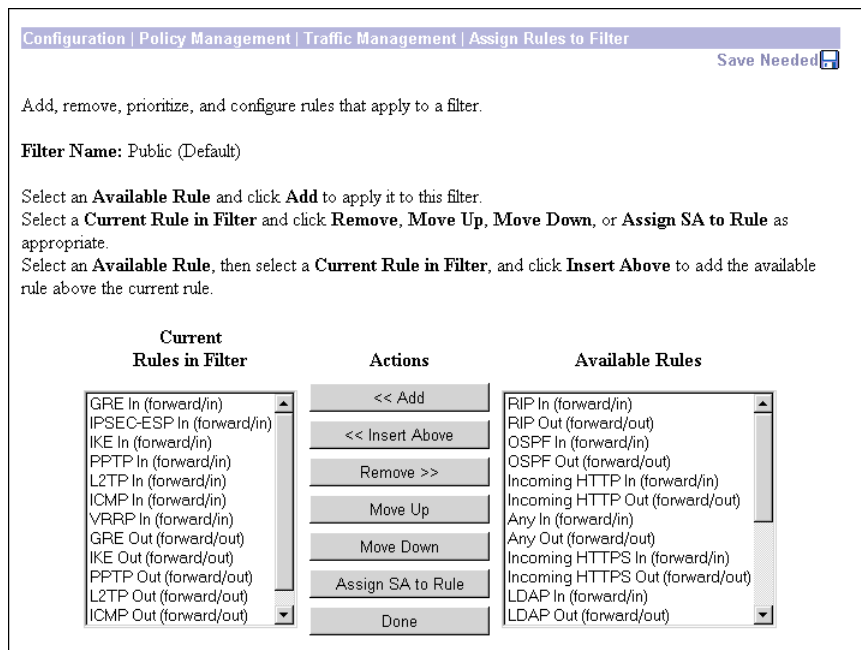 Configuration | Policy Management | Traffic Management | Assign Rules to Filter
Save Needed
Add, remove, prioritize, and configure rules that apply to a filter.
Filter Name: Public (Default)
Select an Available Rule and click Add to apply it to this filter.
Select a Current Rule in Filter and click Remove, Move Up, Move Down, or Assign SA to Rule as
appropriate.
Select an Available Rule, then select a Current Rule in Filter, and click Insert Above to add the available
rule above the current rule.
Current
Rules in Filter
GRE In (forward/in)
IPSEC-ESP In (forward/in)
IKE In (forward/in)
PPTP In (forward/in)
L2TP In (forward/in)
ICMP In (forward/in)
VRRP In (forward/in)
GRE Out (forward/out)
IKE Out (forward/out)
PPTP Out (forward/out)
L2TP Out (forward/out)
ICMP Out (forward/out)
Actions
<< Add
<< Insert Above
Remove >>
Move Up
Move Down
Assign SA to Rule
Done
Available Rules
RIP In (forward/in)
RIP Out (forward/out)
OSPF In (forward/in)
OSPF Out (forward/out)
Incoming HTTP In (forward/in)
Incoming HTTP Out (forward/out)
Any In (forward/in)
Any Out (forward/out)
Incoming HTTPS In (forward/in)
Incoming HTTPS Out (forward/out)
LDAP In (forward/in)
LDAP Out (forward/out)